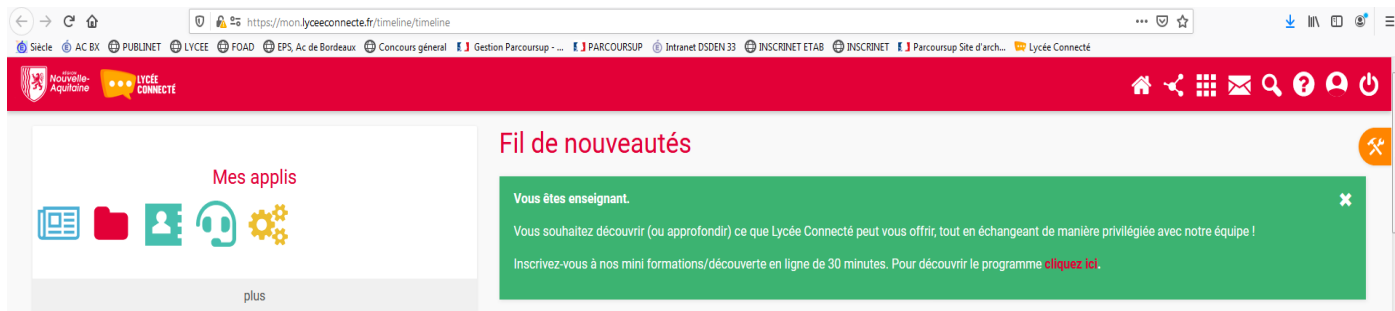 https://mon.lyceeconnecte.fr/timeline/timeline
Siècle AC BX PUBLINET LYCEE FOAD EPS, Ac de Bordeaux Concours géneral Gestion Parcoursup - ... PARCOURSUP Intranet DSDEN 33 INSCRINET ETAB INSCRINET Parcoursup Site d'arch... Lycée Connecté
RÉGION
Nouvelle-
Aquitaine
LYCÉE
CONNECTÉ
Mes applis
plus
Fil de nouveautés
Vous êtes enseignant.
Vous souhaitez découvrir (ou approfondir) ce que Lycée Connecté peut vous offrir, tout en échangeant de manière privilégiée avec notre équipe !
Inscrivez-vous à nos mini formations/découverte en ligne de 30 minutes. Pour découvrir le programme cliquez ici.